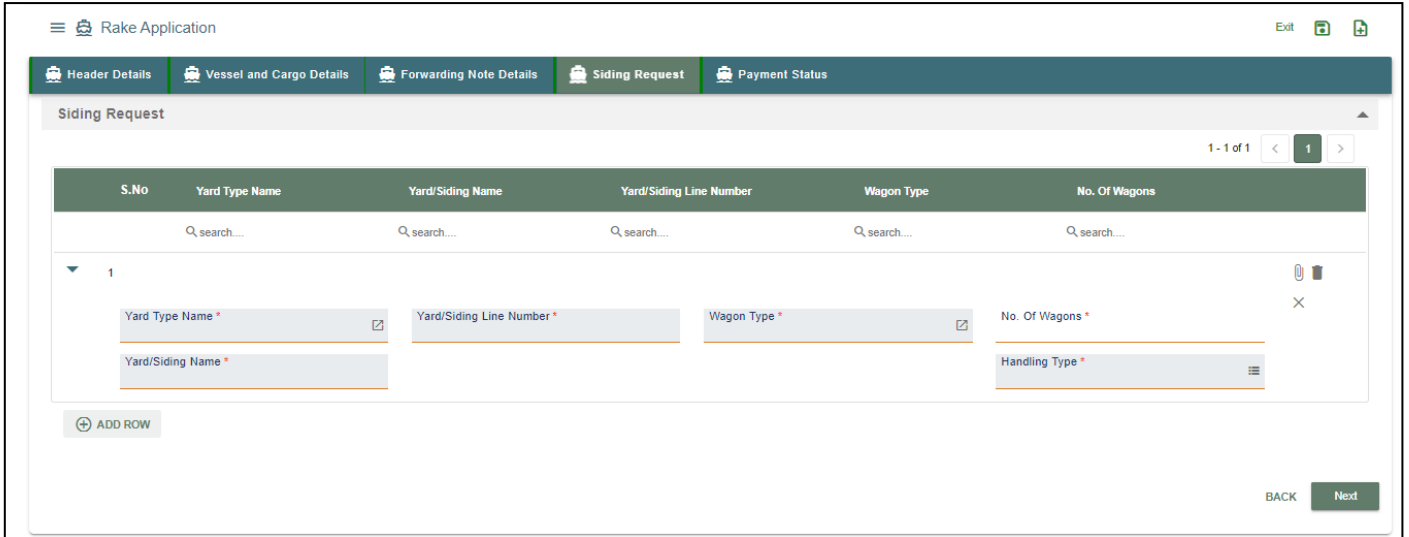 Rake Application
Exit
Header Details Vessel and Cargo Details Forwarding Note Details Siding Request Payment Status
Siding Request
1 - 1 of 1 < 1 >
S.No Yard Type Name Yard/Siding Name Yard/Siding Line Number Wagon Type No. Of Wagons
search.... search.... search.... search.... search....
1
Yard Type Name * Yard/Siding Line Number * Wagon Type * No. Of Wagons *
Yard/Siding Name * Handling Type *
ADD ROW
BACK Next